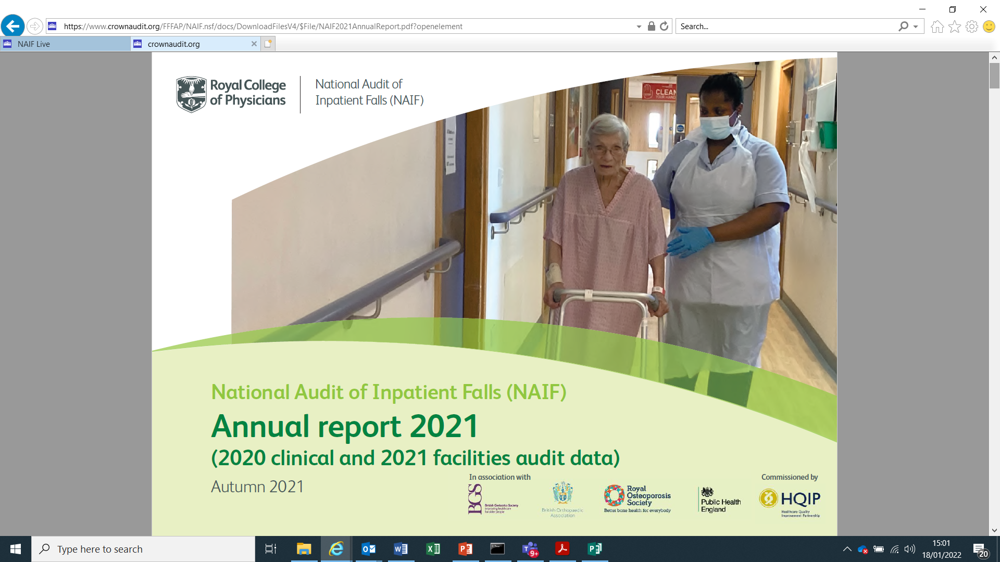 https://www.crownaudit.org/FFFAP/NAIF.nsf/docs/DownloadFilesV4/$File/NAIF2021AnnualReport.pdf?openelement
Search...
NAIF Live
crownaudit.org
Royal College
of Physicians
National Audit of
Inpatient Falls (NAIF)
CLEAN
YOUR HAND
National Audit of Inpatient Falls (NAIF)
Annual report 2021
(2020 clinical and 2021 facilities audit data)
Autumn 2021
In association with
BGS
British Geriatrics Society
Improving healthcare
for older people
British Orthopaedic
Association
Royal
Osteoporosis
Society
Better bone health for everybody
Public Health
England
Commissioned by
HQIP
Healthcare Quality
Improvement Partnership
Type here to search
9+
15:01
18/01/2022
20